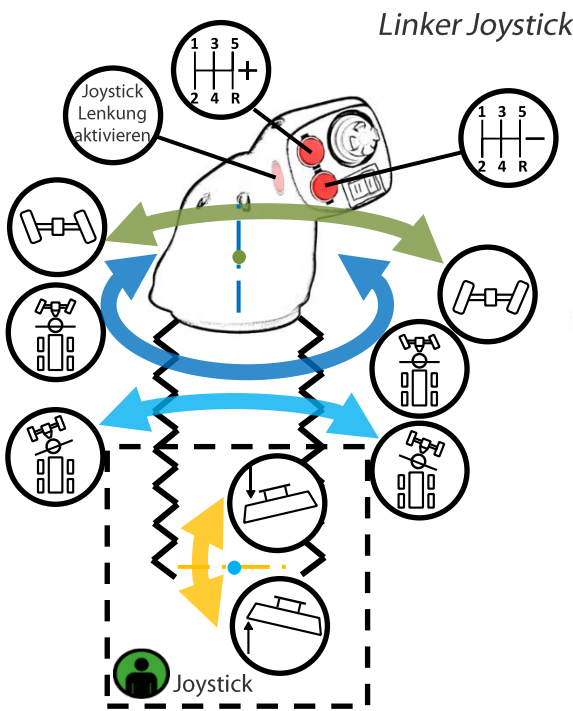 Linker Joystick
1 3 5
+
2 4 R
Joystick
Lenkung
aktivieren
1 3 5
–
2 4 R
Joystick